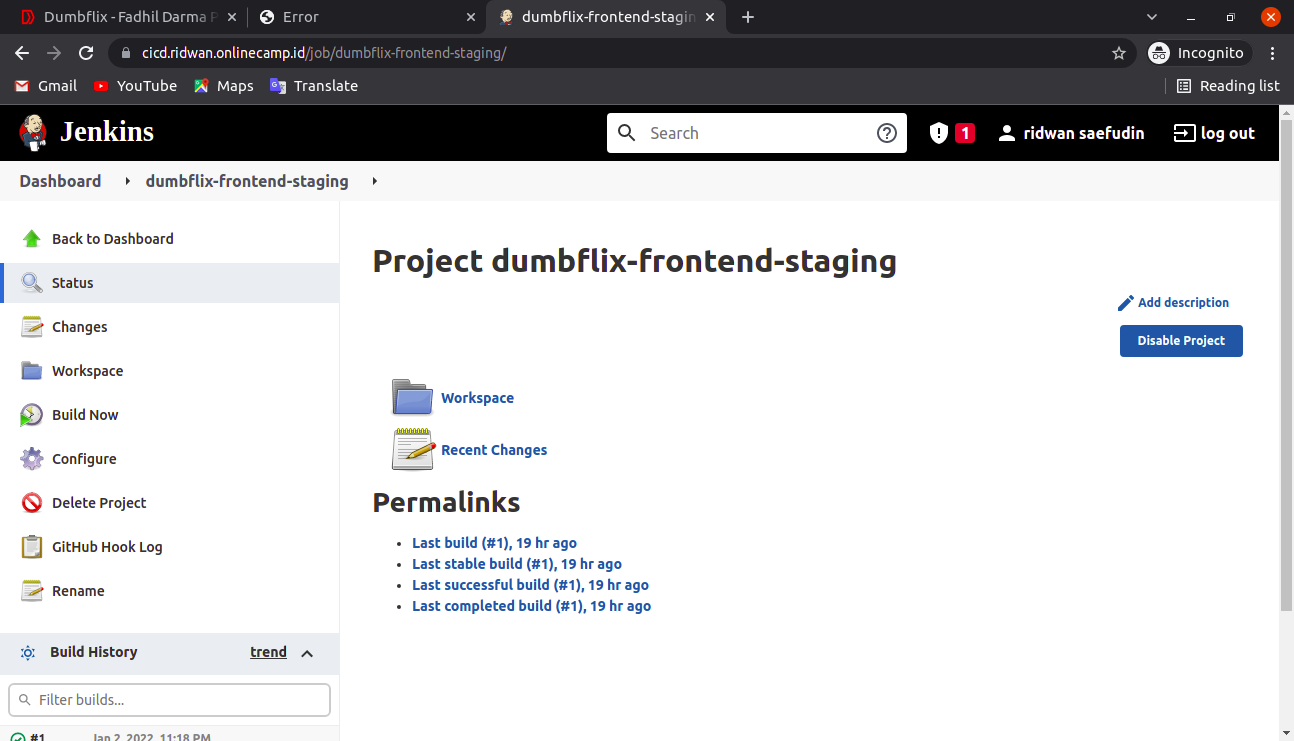 Dumbflix - Fadhil Darma P
Error
dumbflix-frontend-stagin
cicd.ridwan.onlinecamp.id/job/dumbflix-frontend-staging/
Incognito
Gmail
YouTube
Maps
Translate
Reading list
Jenkins
Search
1
ridwan saefudin
log out
Dashboard
dumbflix-frontend-staging
Back to Dashboard
Status
Changes
Workspace
Build Now
Configure
Delete Project
GitHub Hook Log
Rename
Build History
trend
Filter builds...
#1
Jan 2, 2022, 11:18 PM
Project dumbflix-frontend-staging
Add description
Disable Project
Workspace
Recent Changes
Permalinks
Last build (#1), 19 hr ago
Last stable build (#1), 19 hr ago
Last successful build (#1), 19 hr ago
Last completed build (#1), 19 hr ago